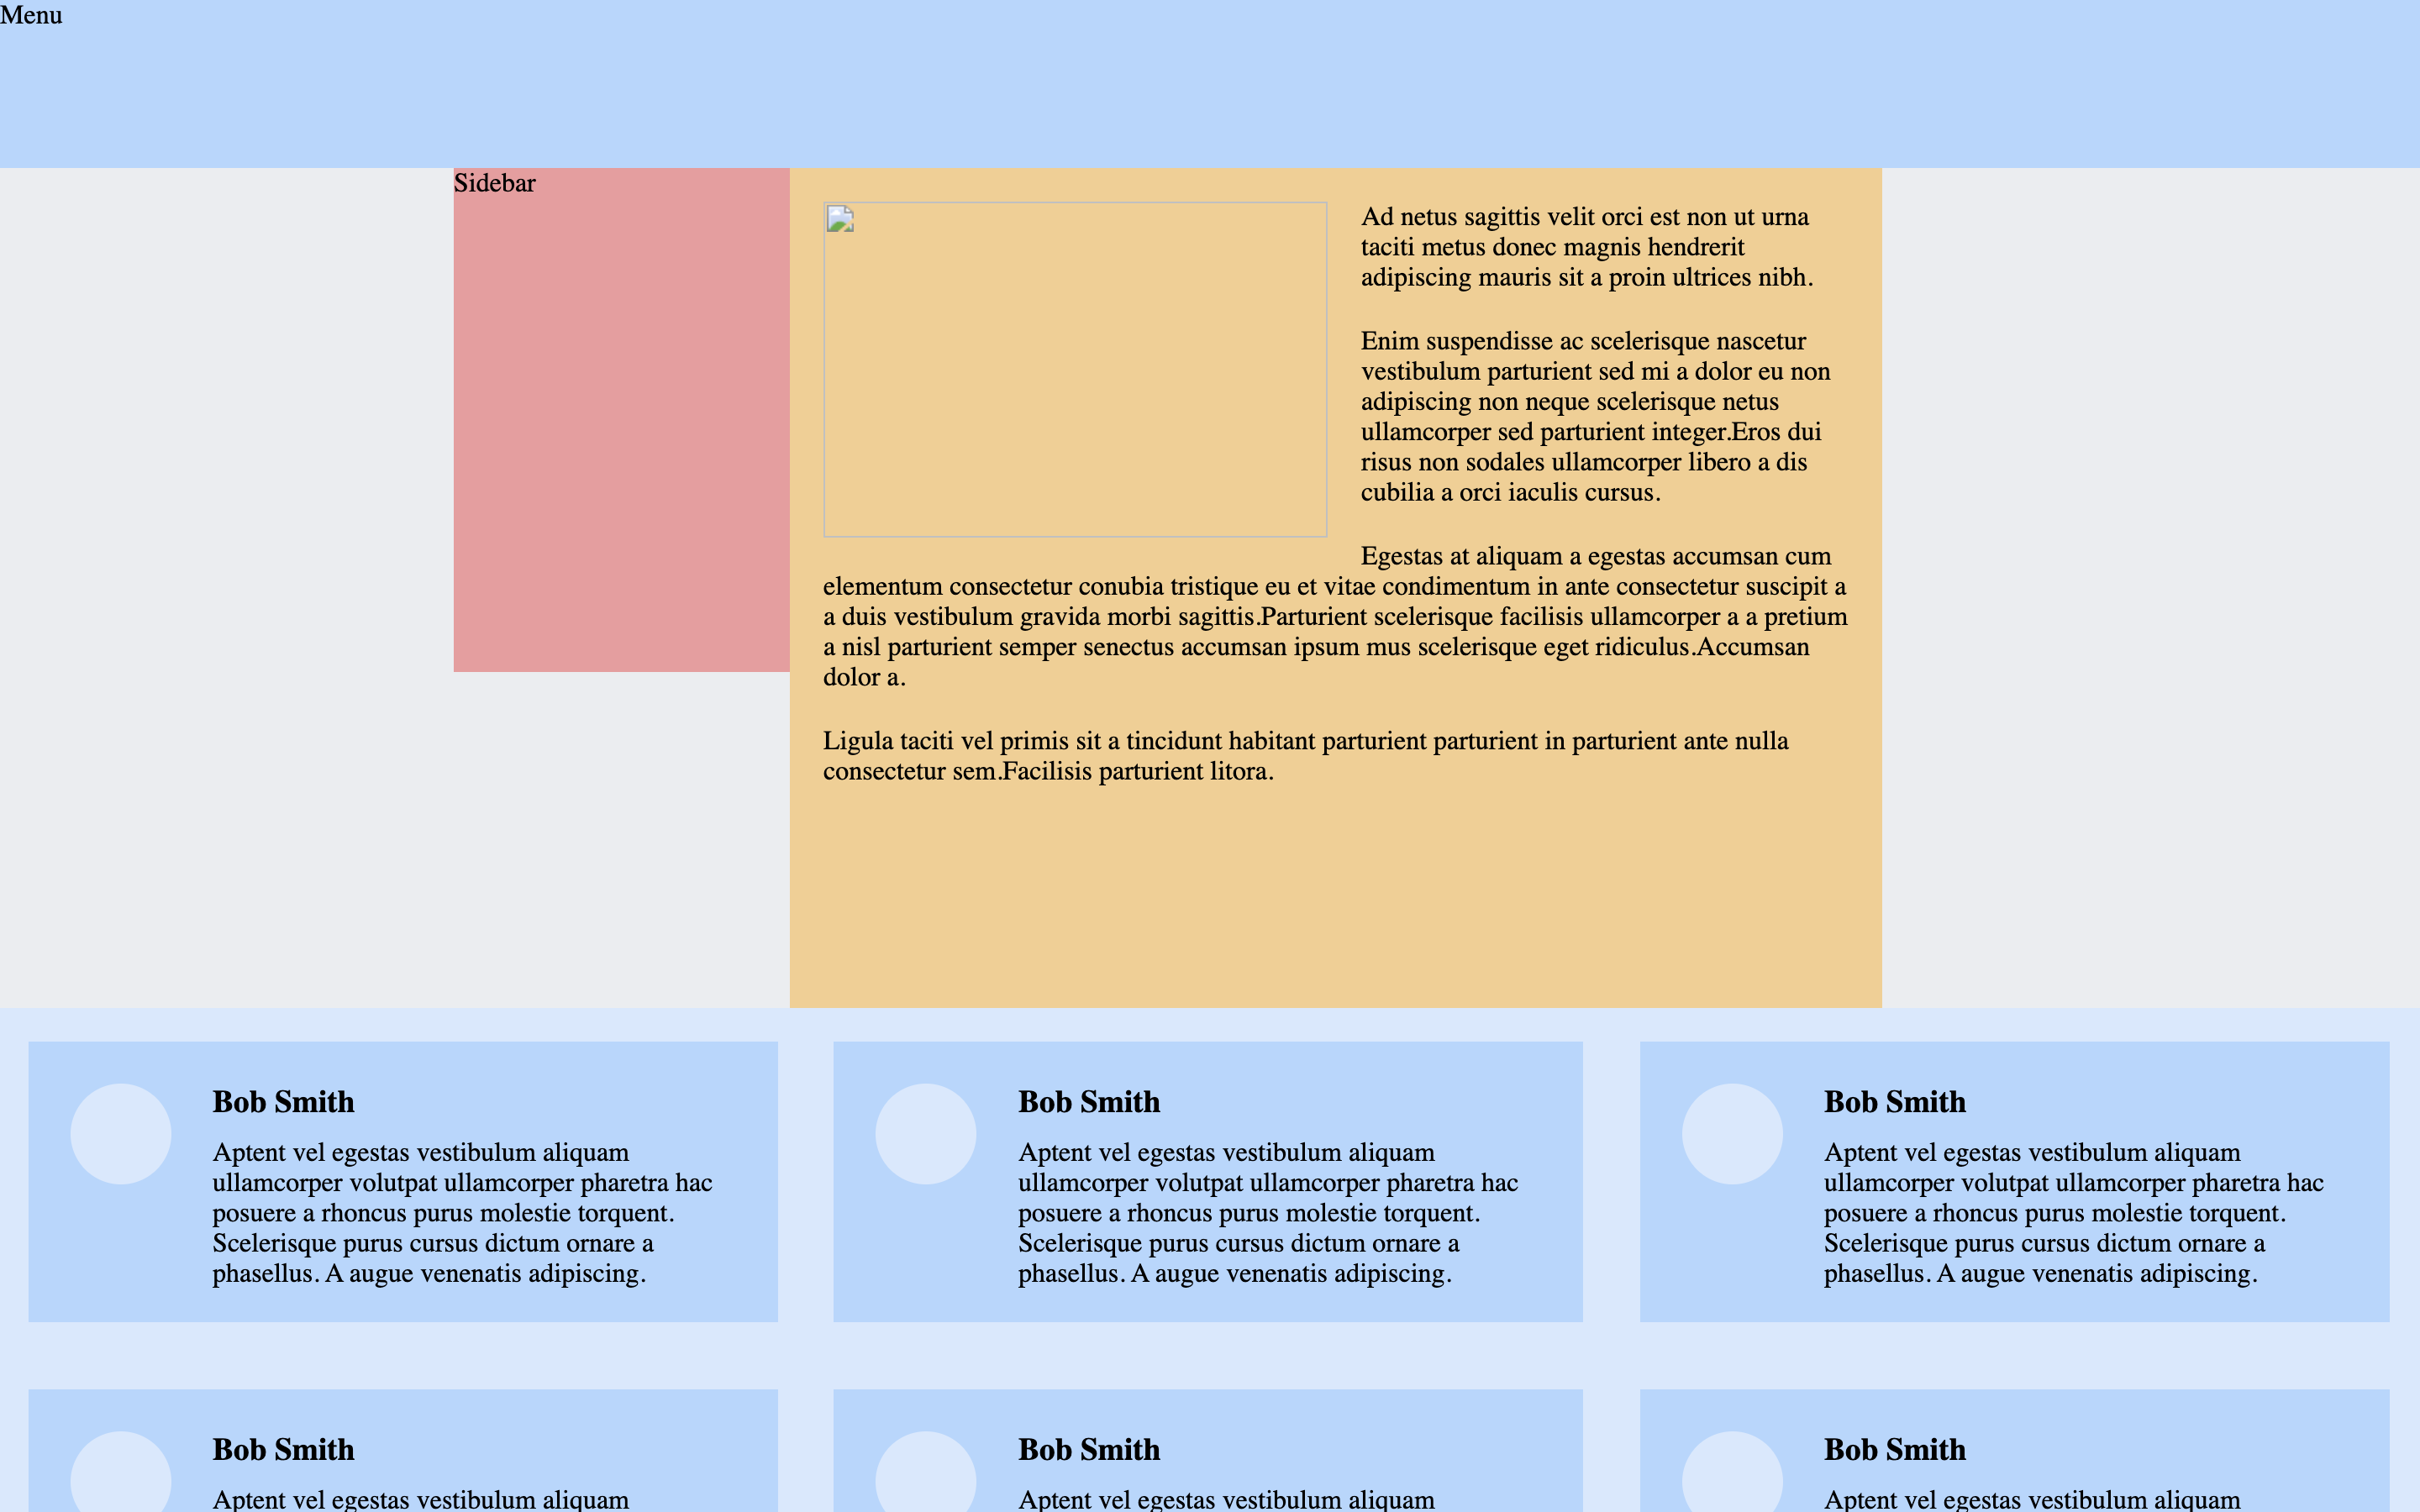 Menu
Sidebar
Ad netus sagittis velit orci est non ut urna
taciti metus donec magnis hendrerit
adipiscing mauris sit a proin ultrices nibh.
Enim suspendisse ac scelerisque nascetur
vestibulum parturient sed mi a dolor eu non
adipiscing non neque scelerisque netus
ullamcorper sed parturient integer.Eros dui
risus non sodales ullamcorper libero a dis
cubilia a orci iaculis cursus.
Egestas at aliquam a egestas accumsan cum
elementum consectetur conubia tristique eu et vitae condimentum in ante consectetur suscipit a
a duis vestibulum gravida morbi sagittis.Parturient scelerisque facilisis ullamcorper a a pretium
a nisl parturient semper senectus accumsan ipsum mus scelerisque eget ridiculus.Accumsan
dolor a.
Ligula taciti vel primis sit a tincidunt habitant parturient parturient in parturient ante nulla
consectetur sem.Facilisis parturient litora.
Bob Smith
Aptent vel egestas vestibulum aliquam
ullamcorper volutpat ullamcorper pharetra hac
posuere a rhoncus purus molestie torquent.
Scelerisque purus cursus dictum ornare a
phasellus. A augue venenatis adipiscing.
Bob Smith
Aptent vel egestas vestibulum aliquam
ullamcorper volutpat ullamcorper pharetra hac
posuere a rhoncus purus molestie torquent.
Scelerisque purus cursus dictum ornare a
phasellus. A augue venenatis adipiscing.
Bob Smith
Aptent vel egestas vestibulum aliquam
ullamcorper volutpat ullamcorper pharetra hac
posuere a rhoncus purus molestie torquent.
Scelerisque purus cursus dictum ornare a
phasellus. A augue venenatis adipiscing.
Bob Smith
Aptent vel egestas vestibulum aliquam
Bob Smith
Aptent vel egestas vestibulum aliquam
Bob Smith
Aptent vel egestas vestibulum aliquam